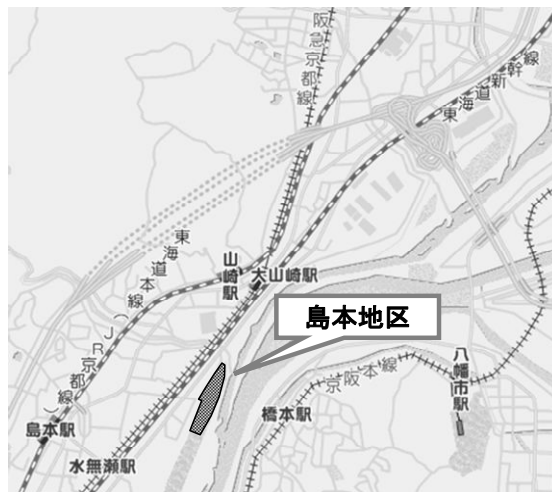 阪急京都線
東海道新幹線
東海道本線(JR京都線)
山崎駅
大山崎駅
島本地区
八幡市駅
京阪本線
橋本駅
島本駅
水無瀬駅